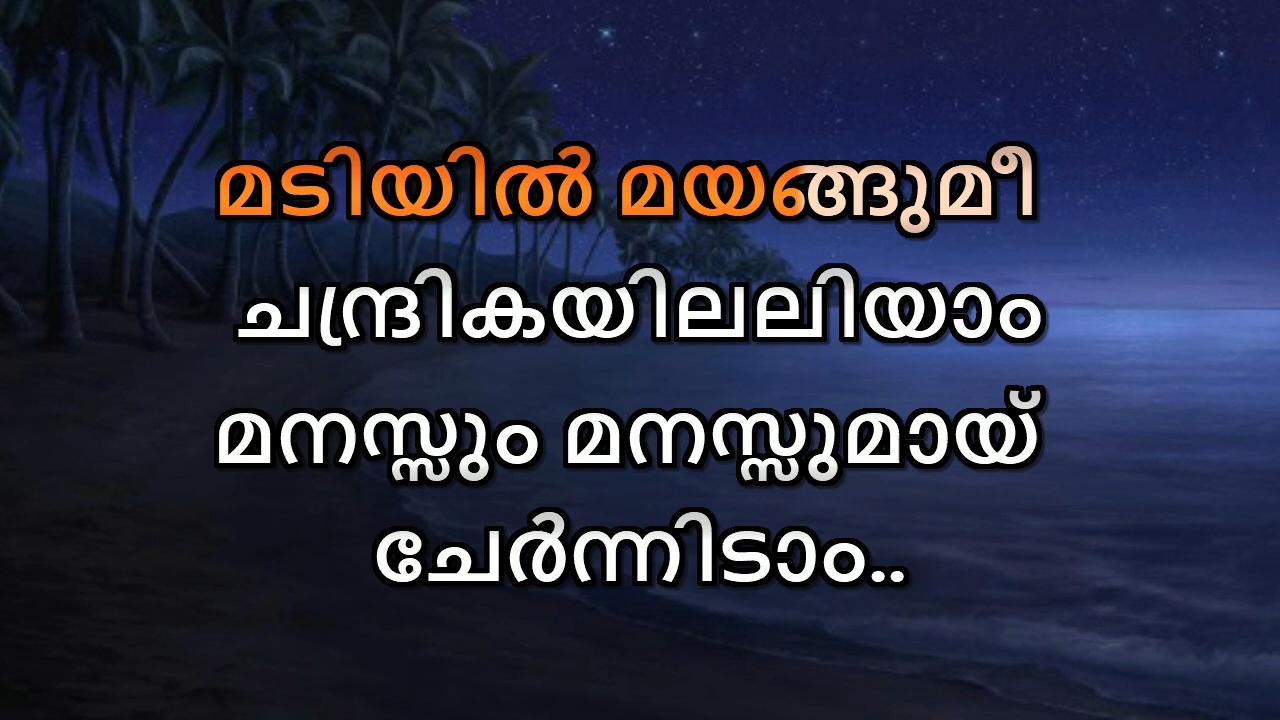 മടിയിൽ മയങ്ങുമീ
ചന്ദ്രികയിലലിയാം
മനസ്സും മനസ്സുമായ്
ചേർന്നിടാം..